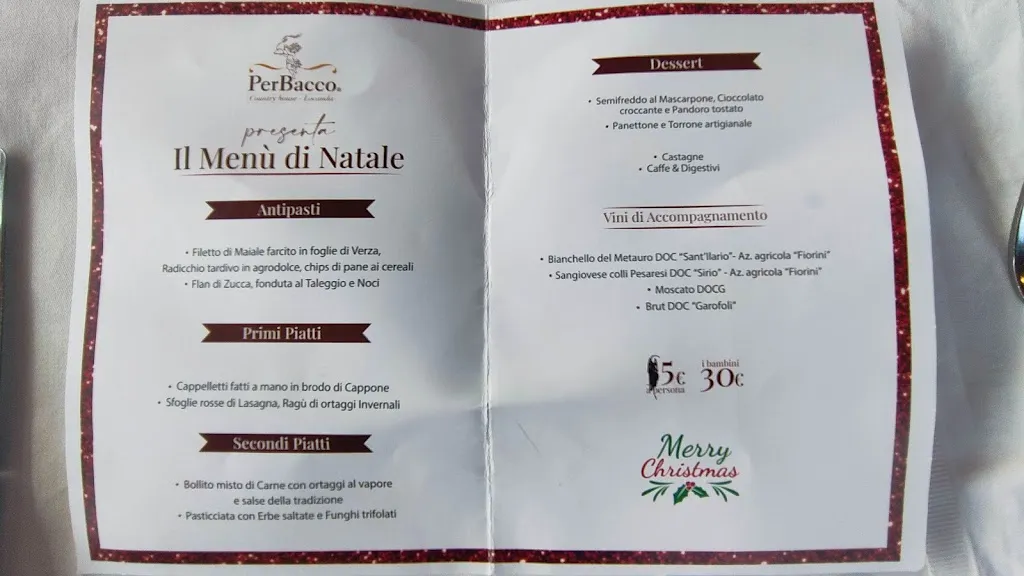 PerBacco
Country house - Locanda
presenta
Il Menù di Natale
Antipasti
• Filetto di Maiale farcito in foglie di Verza,
Radicchio tardivo in agrodolce, chips di pane ai cereali
• Flan di Zucca, fonduta al Taleggio e Noci
Primi Piatti
• Cappelletti fatti a mano in brodo di Cappone
• Sfoglie rosse di Lasagna, Ragù di ortaggi Invernali
Secondi Piatti
• Bollito misto di Carne con ortaggi al vapore
e salse della tradizione
• Pasticciata con Erbe saltate e Funghi trifolati
Dessert
• Semifreddo al Mascarpone, Cioccolato
croccante e Pandoro tostato
• Panettone e Torrone artigianale
• Castagne
• Caffe & Digestivi
Vini di Accompagnamento
• Bianchello del Metauro DOC “Sant’Ilario”- Az. agricola “Fiorini”
• Sangiovese colli Pesaresi DOC “Sirio” - Az. agricola “Fiorini”
• Moscato DOCG
• Brut DOC “Garofoli”
5€
a persona
i bambini
30€
Merry
Christmas